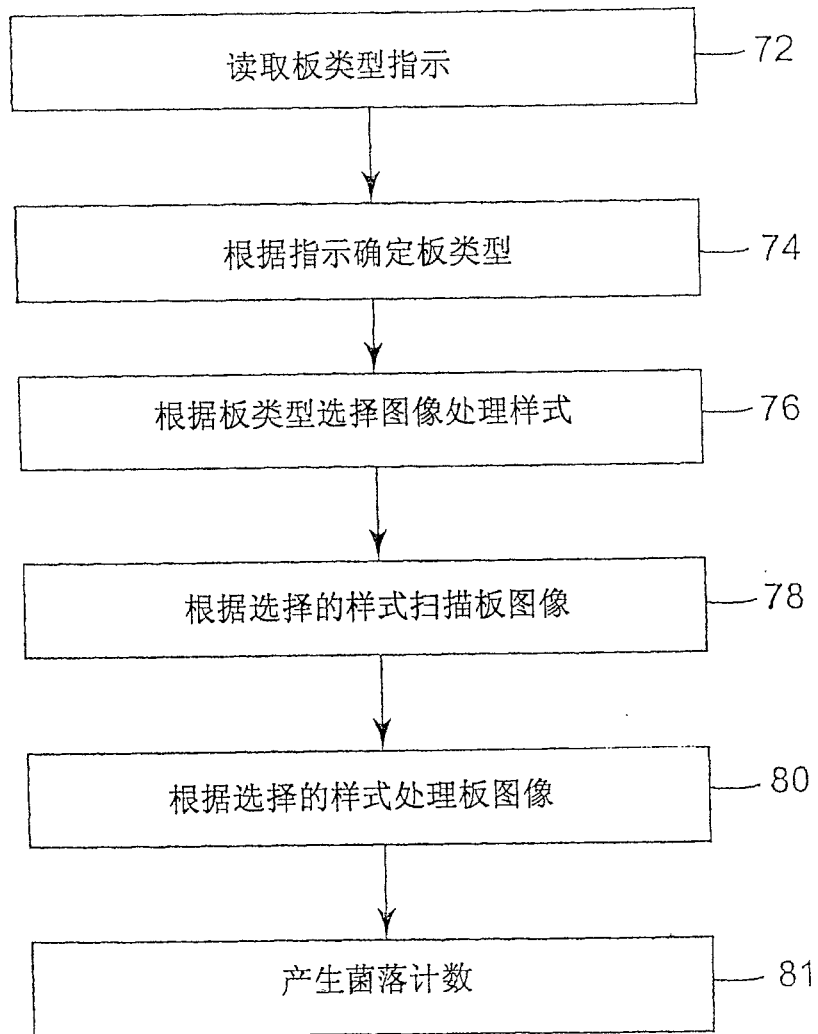 读取板类型指示 72
根据指示确定板类型 74
根据板类型选择图像处理样式 76
根据选择的样式扫描板图像 78
根据选择的样式处理板图像 80
产生菌落计数 81